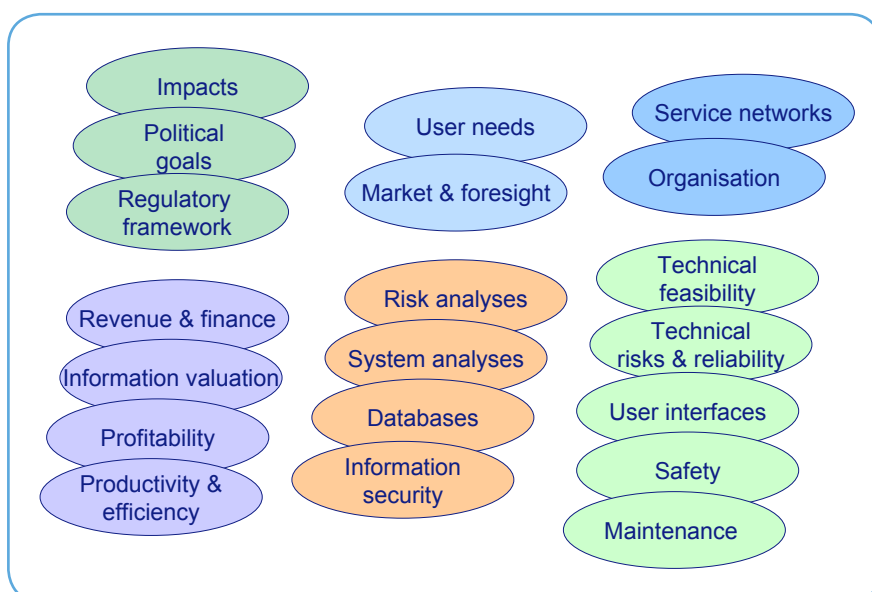 Impacts
Political
goals
Regulatory
framework
User needs
Market & foresight
Service networks
Organisation
Revenue & finance
Information valuation
Profitability
Productivity &
efficiency
Risk analyses
System analyses
Databases
Information
security
Technical
feasibility
Technical
risks & reliability
User interfaces
Safety
Maintenance